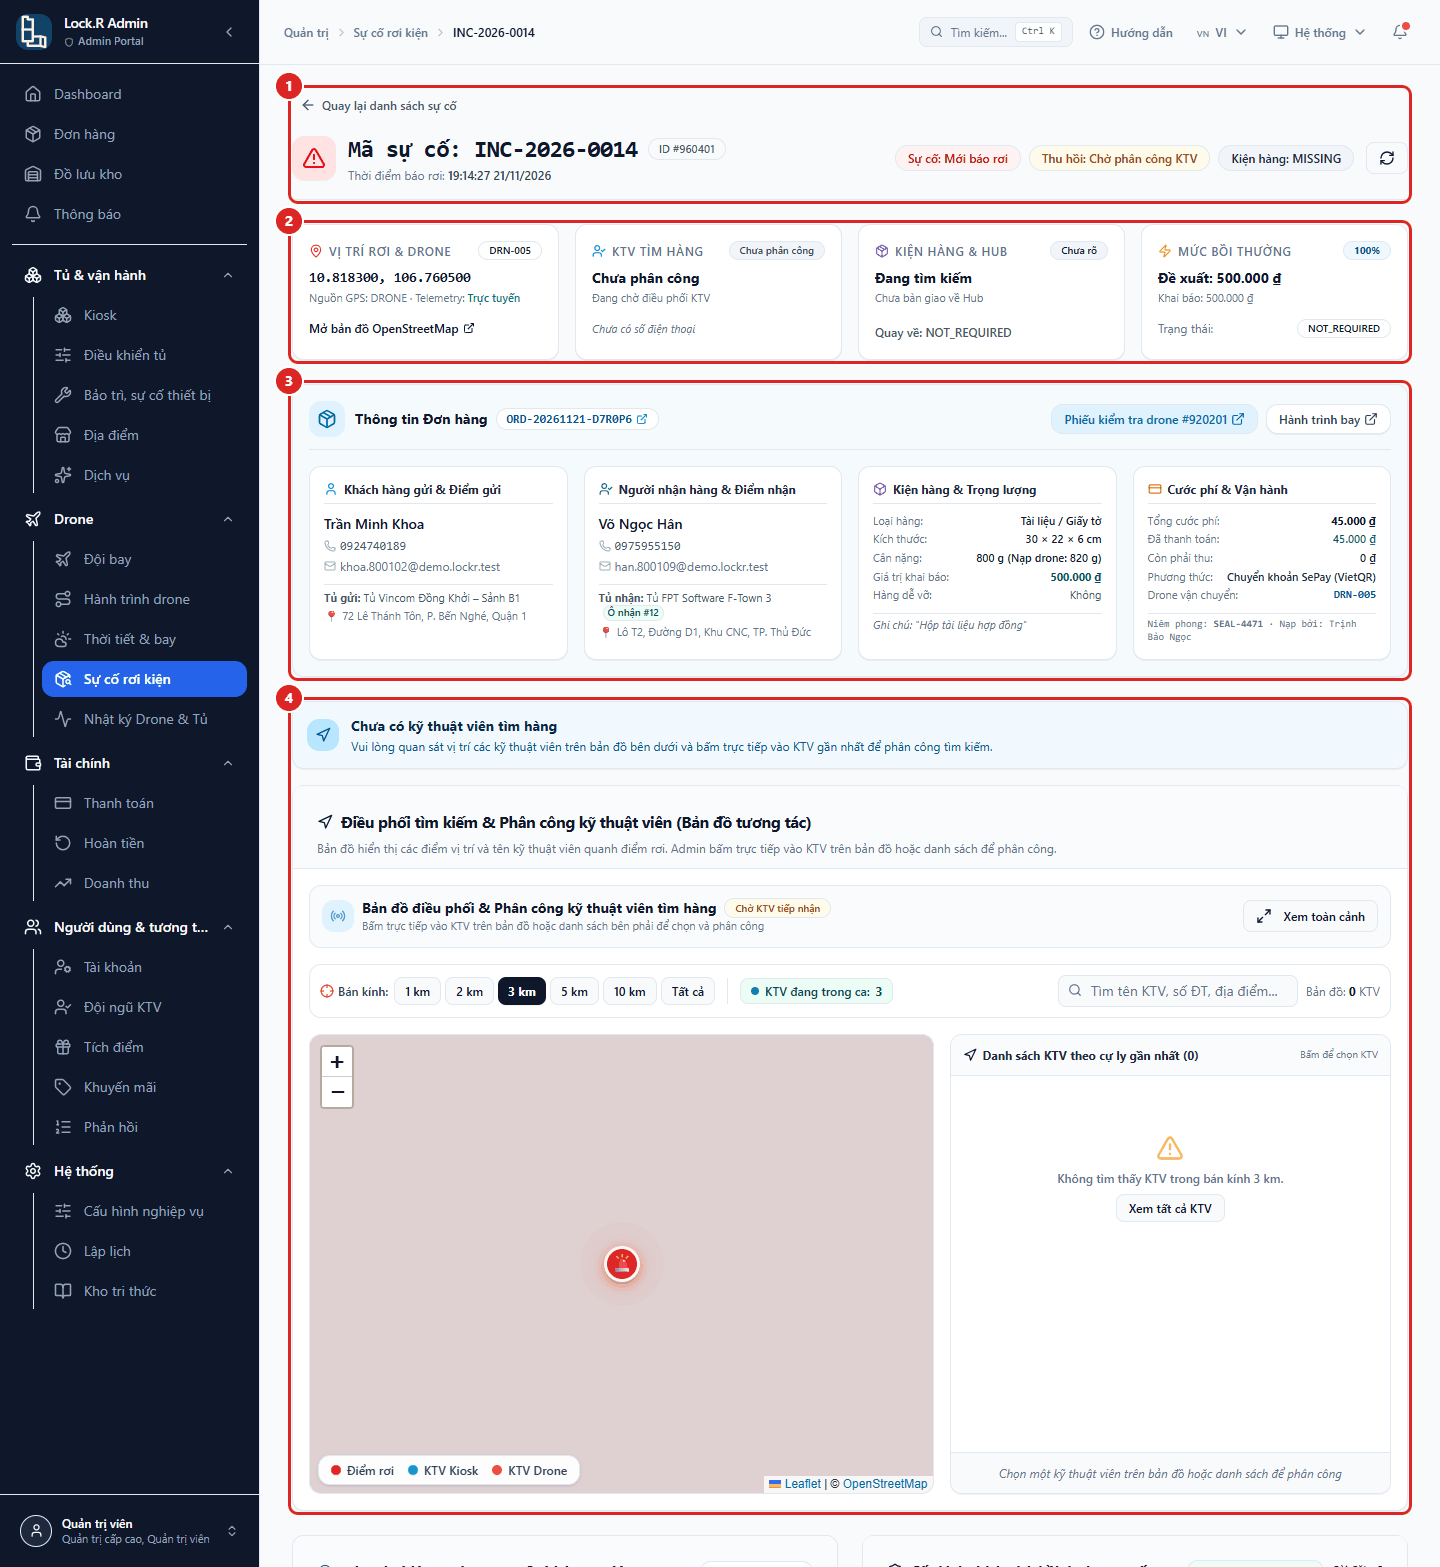 Lock.R Admin
Admin Portal
Dashboard
Đơn hàng
Đồ lưu kho
Thông báo
Tủ & vận hành
Kiosk
Điều khiển tủ
Bảo trì, sự cố thiết bị
Địa điểm
Dịch vụ
Drone
Đội bay
Hành trình drone
Thời tiết & bay
Sự cố rơi kiện
Nhật ký Drone & Tủ
Tài chính
Thanh toán
Hoàn tiền
Doanh thu
Người dùng & tương t...
Tài khoản
Đội ngũ KTV
Tích điểm
Khuyến mãi
Phản hồi
Hệ thống
Cấu hình nghiệp vụ
Lập lịch
Kho tri thức
Quản trị viên
Quản trị cấp cao, Quản trị viên
Quản trị > Sự cố rơi kiện > INC-2026-0014
Tìm kiếm... Ctrl K
Hướng dẫn
VN VI
Hệ thống
1
Quay lại danh sách sự cố
Mã sự cố: INC-2026-0014 ID #960401
Thời điểm báo rơi: 19:14:27 21/11/2026
Sự cố: Mới báo rơi
Thu hồi: Chờ phân công KTV
Kiện hàng: MISSING
2
VỊ TRÍ RƠI & DRONE DRN-005
10.818300, 106.760500
Nguồn GPS: DRONE · Telemetry: Trực tuyến
Mở bản đồ OpenStreetMap
KTV TÌM HÀNG Chưa phân công
Chưa phân công
Đang chờ điều phối KTV
Chưa có số điện thoại
KIỆN HÀNG & HUB Chưa rõ
Đang tìm kiếm
Chưa bàn giao về Hub
Quay về: NOT_REQUIRED
MỨC BỒI THƯỜNG 100%
Đề xuất: 500.000 ₫
Khai báo: 500.000 ₫
Trạng thái: NOT_REQUIRED
3
Thông tin Đơn hàng ORD-20261121-D7R0P6
Phiếu kiểm tra drone #920201
Hành trình bay
Khách hàng gửi & Điểm gửi
Trần Minh Khoa
0924740189
khoa.800102@demo.lockr.test
Tủ gửi: Tủ Vincom Đồng Khởi – Sảnh B1
72 Lê Thánh Tôn, P. Bến Nghé, Quận 1
Người nhận hàng & Điểm nhận
Võ Ngọc Hân
0975955150
han.800109@demo.lockr.test
Tủ nhận: Tủ FPT Software F-Town 3
Ô nhận #12
Lô T2, Đường D1, Khu CNC, TP. Thủ Đức
Kiện hàng & Trọng lượng
Loại hàng: Tài liệu / Giấy tờ
Kích thước: 30 × 22 × 6 cm
Cân nặng: 800 g (Nạp drone: 820 g)
Giá trị khai báo: 500.000 ₫
Hàng dễ vỡ: Không
Ghi chú: "Hộp tài liệu hợp đồng"
Cước phí & Vận hành
Tổng cước phí: 45.000 ₫
Đã thanh toán: 45.000 ₫
Còn phải thu: 0 ₫
Phương thức: Chuyển khoản SePay (VietQR)
Drone vận chuyển: DRN-005
Niêm phong: SEAL-4471 · Nạp bởi: Trịnh
Bảo Ngọc
4
Chưa có kỹ thuật viên tìm hàng
Vui lòng quan sát vị trí các kỹ thuật viên trên bản đồ bên dưới và bấm trực tiếp vào KTV gần nhất để phân công tìm kiếm.
Điều phối tìm kiếm & Phân công kỹ thuật viên (Bản đồ tương tác)
Bản đồ hiển thị các điểm vị trí và tên kỹ thuật viên quanh điểm rơi. Admin bấm trực tiếp vào KTV trên bản đồ hoặc danh sách để phân công.
Bản đồ điều phối & Phân công kỹ thuật viên tìm hàng Chờ KTV tiếp nhận
Bấm trực tiếp vào KTV trên bản đồ hoặc danh sách bên phải để chọn và phân công
Xem toàn cảnh
Bán kính: 1 km 2 km 3 km 5 km 10 km Tất cả
KTV đang trong ca: 3
Tìm tên KTV, số ĐT, địa điểm...
Bản đồ: 0 KTV
+
−
Điểm rơi KTV Kiosk KTV Drone
Leaflet | © OpenStreetMap
Danh sách KTV theo cự ly gần nhất (0)
Bấm để chọn KTV
Không tìm thấy KTV trong bán kính 3 km.
Xem tất cả KTV
Chọn một kỹ thuật viên trên bản đồ hoặc danh sách để phân công